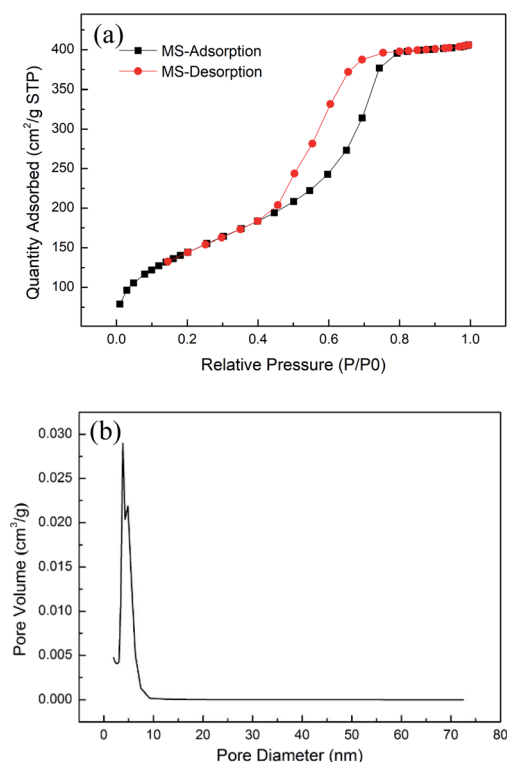 (a)
MS-Adsorption
MS-Desorption
Quantity Adsorbed (cm²/g STP)
400
350
300
250
200
150
100
0.0 0.2 0.4 0.6 0.8 1.0
Relative Pressure (P/P0)
(b)
Pore Volume (cm³/g)
0.030
0.025
0.020
0.015
0.010
0.005
0.000
0 10 20 30 40 50 60 70 80
Pore Diameter (nm)